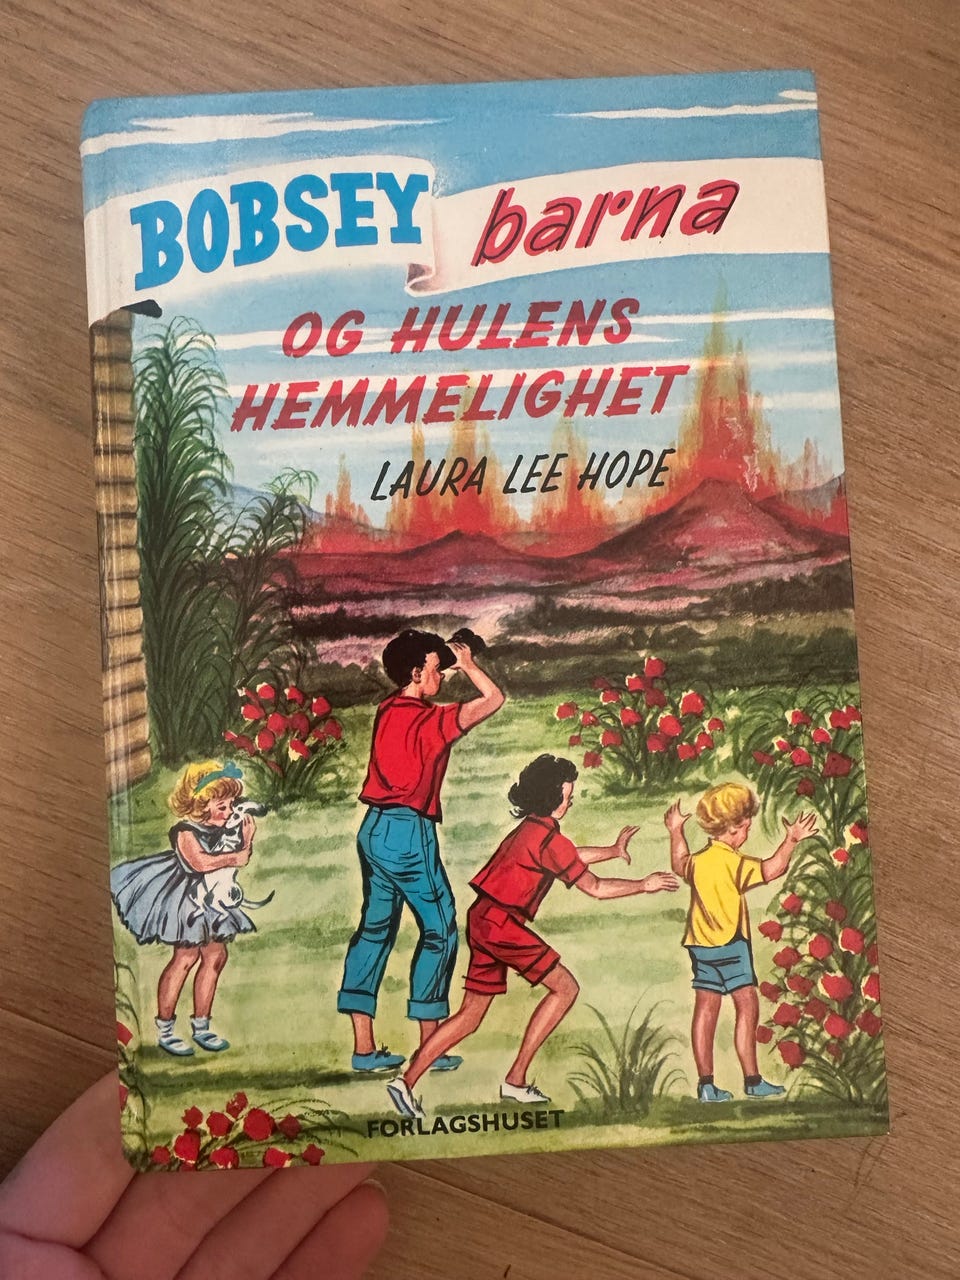 BOBSEY barna
OG HULENS
HEMMELIGHET
LAURA LEE HOPE
FORLAGSHUSET